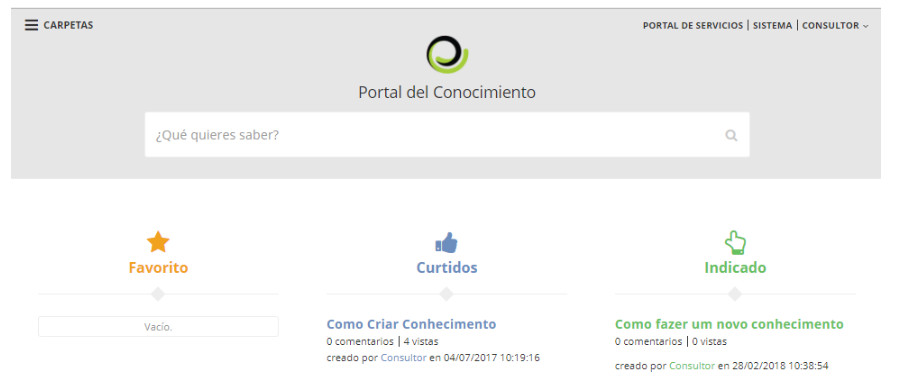 CARPETAS
PORTAL DE SERVICIOS | SISTEMA | CONSULTOR
Portal del Conocimiento
¿Qué quieres saber?
Favorito
Vacío.
Curtidos
Como Criar Conhecimento
0 comentarios | 4 vistas
creado por Consultor en 04/07/2017 10:19:16
Indicado
Como fazer um novo conhecimento
0 comentarios | 0 vistas
creado por Consultor en 28/02/2018 10:38:54